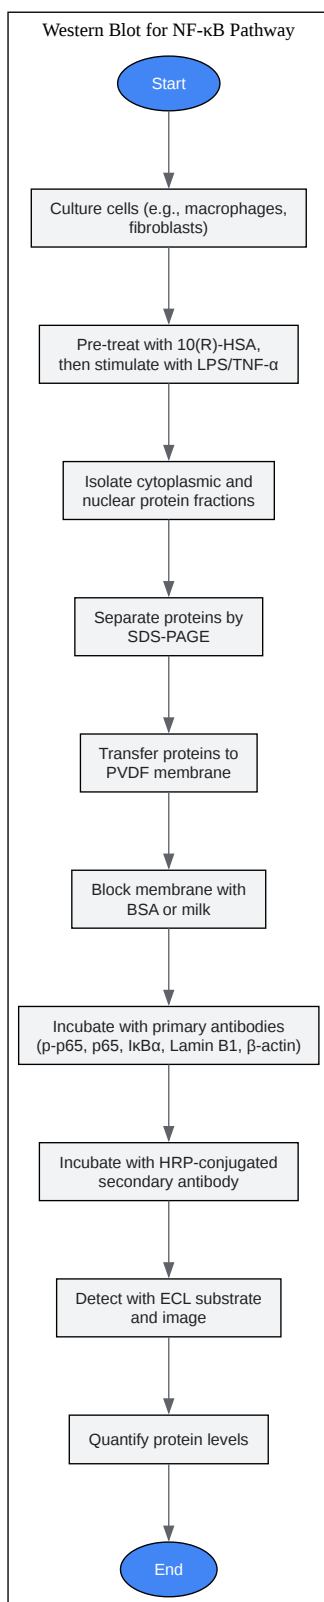 Western Blot for NF-κB Pathway
Start
Culture cells (e.g., macrophages,
fibroblasts)
Pre-treat with 10(R)-HSA,
then stimulate with LPS/TNF-α
Isolate cytoplasmic and
nuclear protein fractions
Separate proteins by
SDS-PAGE
Transfer proteins to
PVDF membrane
Block membrane with
BSA or milk
Incubate with primary antibodies
(p-p65, p65, IκBα, Lamin B1, β-actin)
Incubate with HRP-conjugated
secondary antibody
Detect with ECL substrate
and image
Quantify protein levels
End